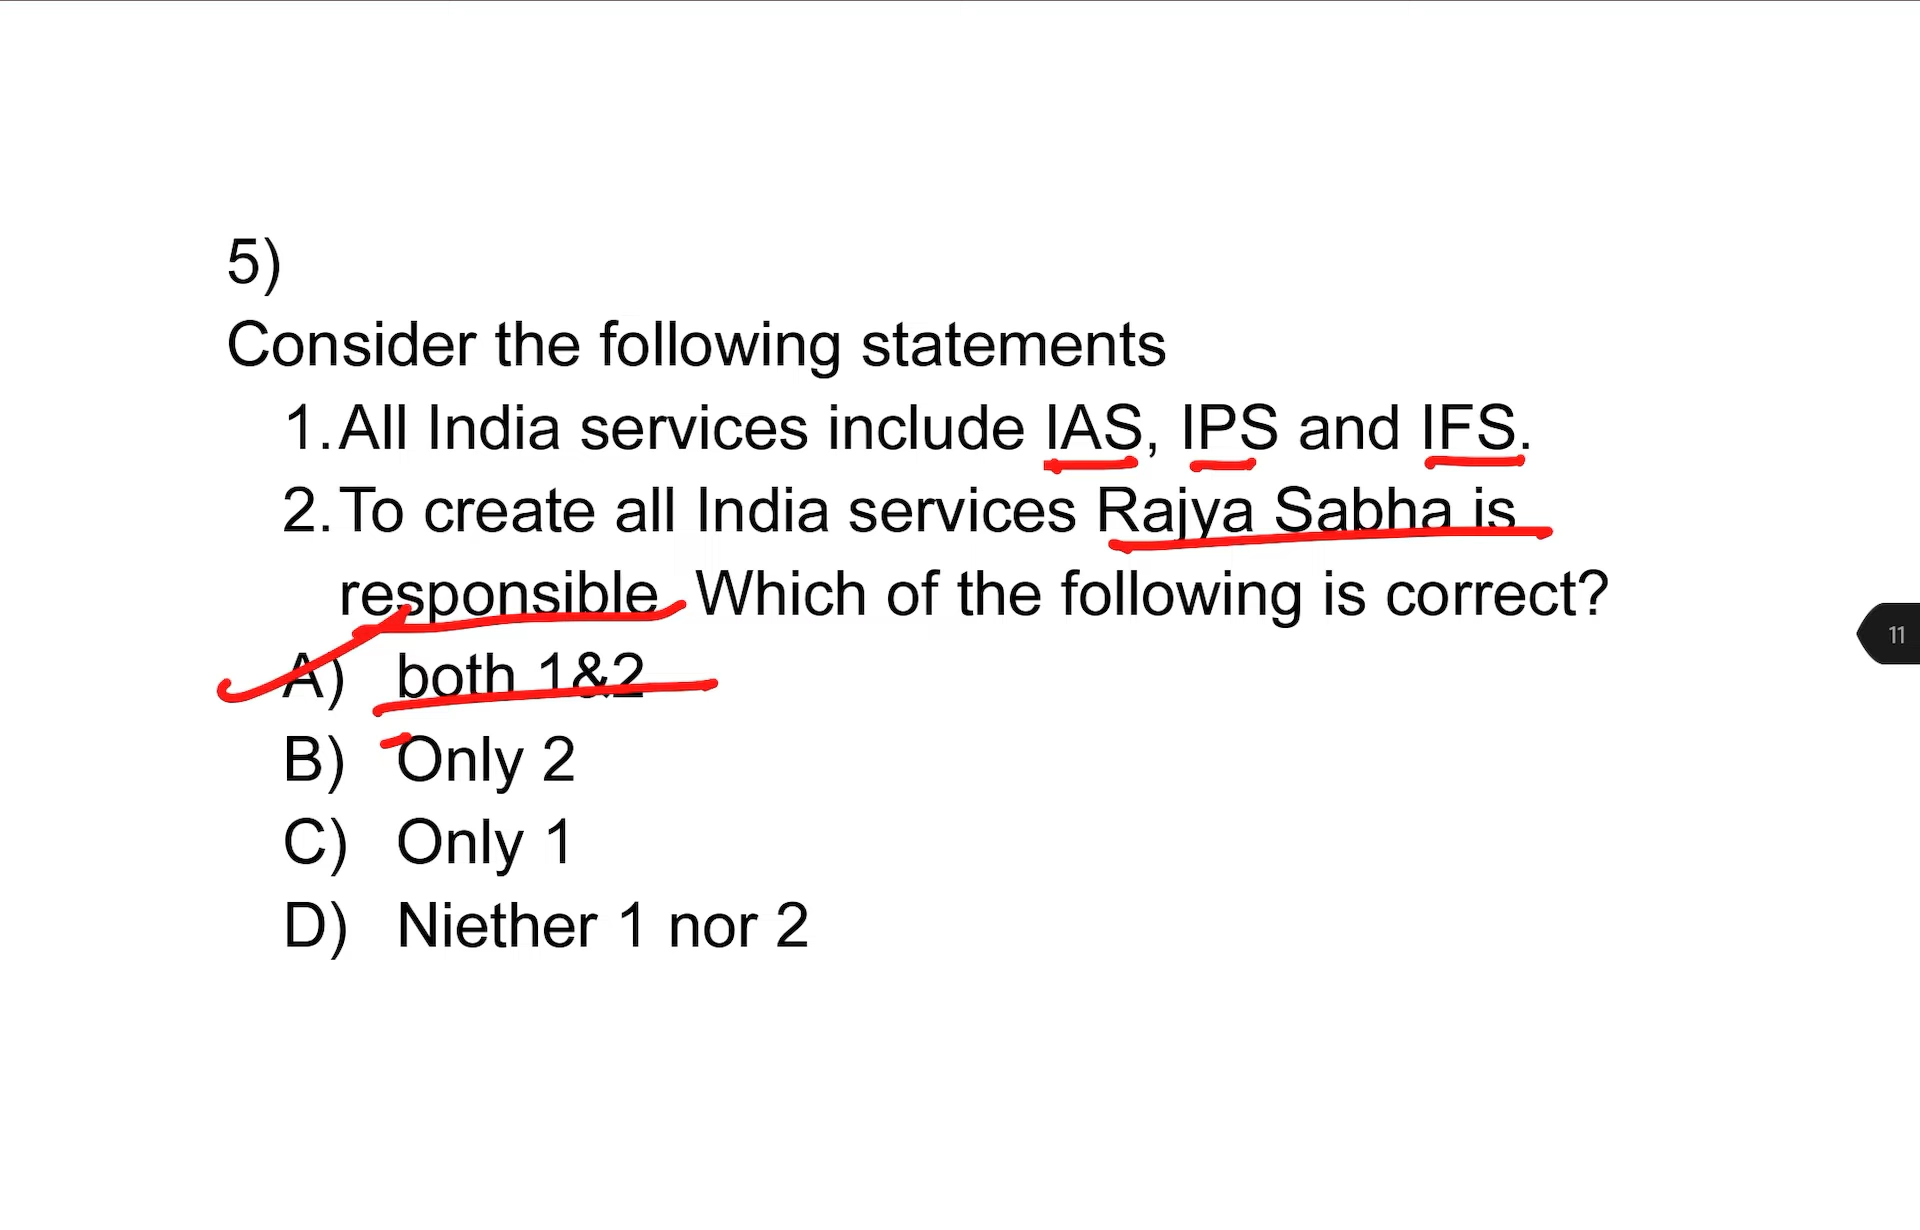 5)
Consider the following statements
1. All India services include IAS, IPS and IFS.
2. To create all India services Rajya Sabha is
responsible Which of the following is correct?
A) both 1&2
B) Only 2
C) Only 1
D) Niether 1 nor 2
11